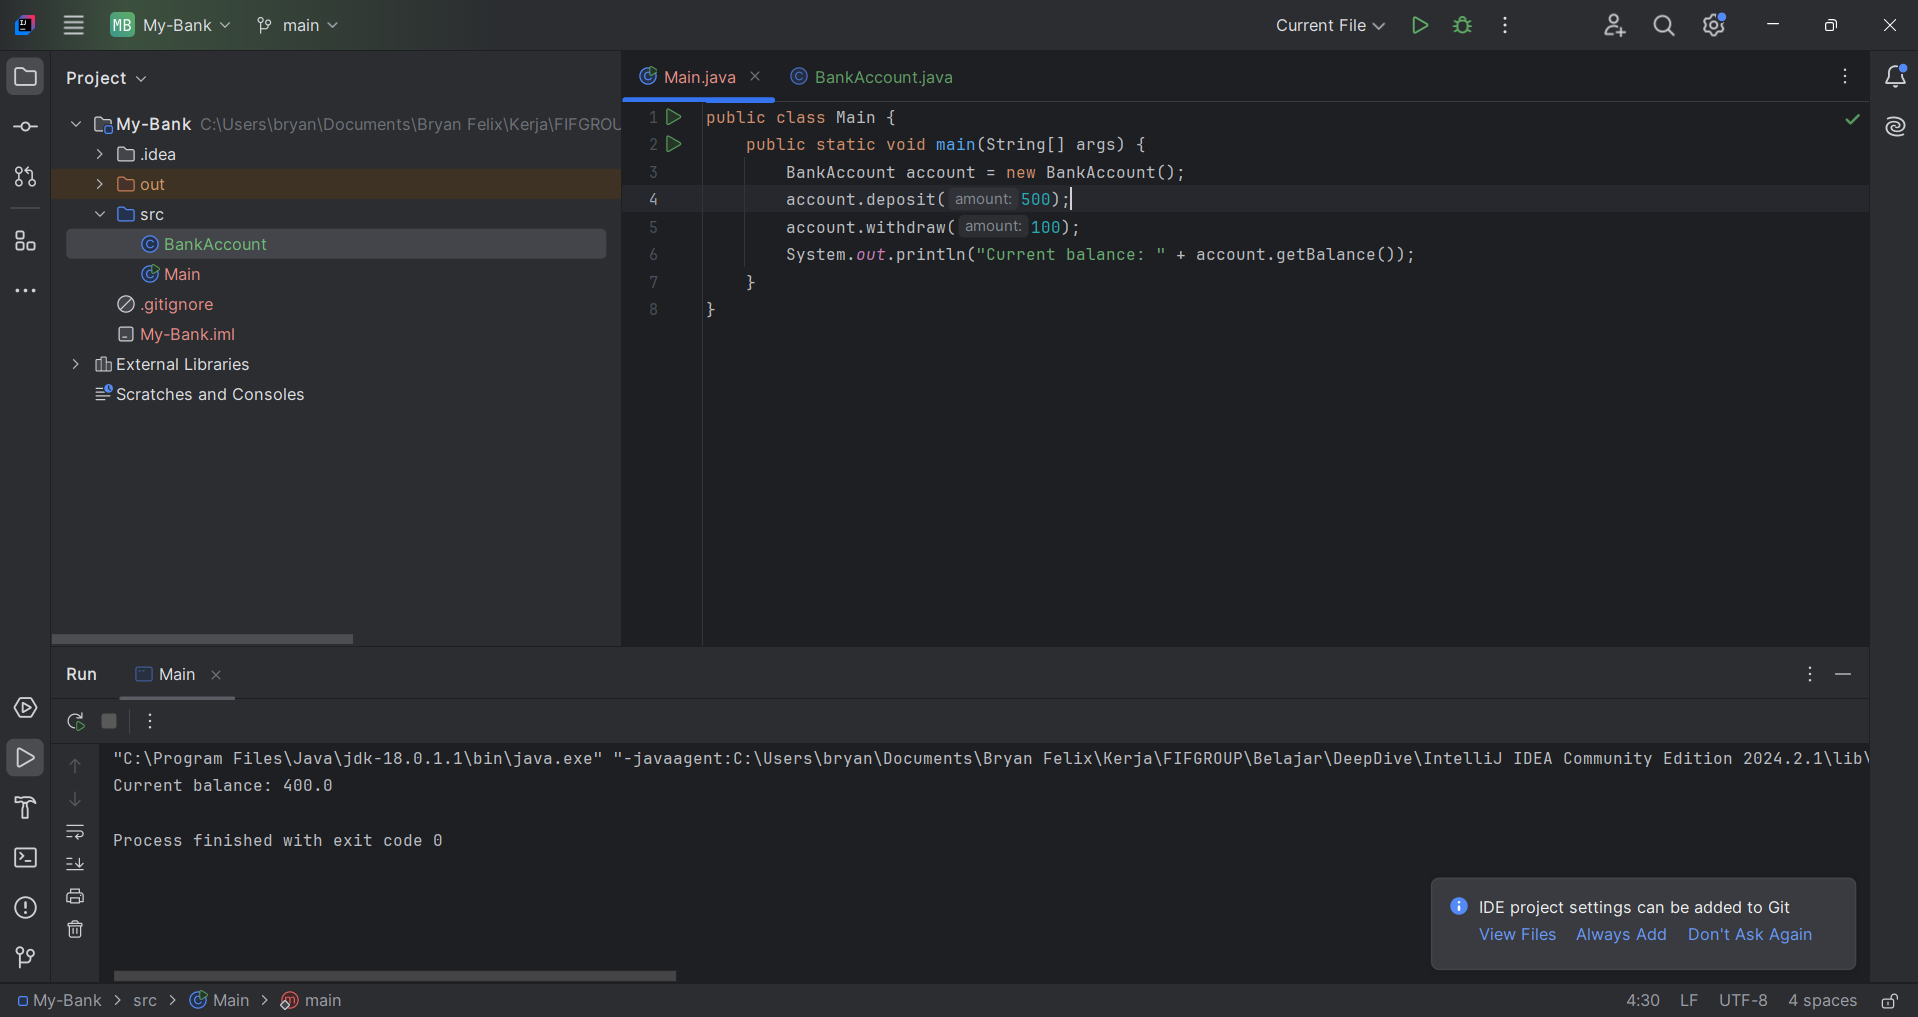 MB My-Bank main Current File
Project
Main.java BankAccount.java
My-Bank C:\Users\bryan\Documents\Bryan Felix\Kerja\FIFGROU
.idea
out
src
BankAccount
Main
.gitignore
My-Bank.iml
External Libraries
Scratches and Consoles
1 public class Main {
2 public static void main(String[] args) {
3 BankAccount account = new BankAccount();
4 account.deposit( amount: 500);
5 account.withdraw( amount: 100);
6 System.out.println("Current balance: " + account.getBalance());
7 }
8 }
Run Main
"C:\Program Files\Java\jdk-18.0.1.1\bin\java.exe" "-javaagent:C:\Users\bryan\Documents\Bryan Felix\Kerja\FIFGROUP\Belajar\DeepDive\IntelliJ IDEA Community Edition 2024.2.1\lib\
Current balance: 400.0
Process finished with exit code 0
IDE project settings can be added to Git
View Files Always Add Don't Ask Again
My-Bank > src > Main > main 4:30 LF UTF-8 4 spaces